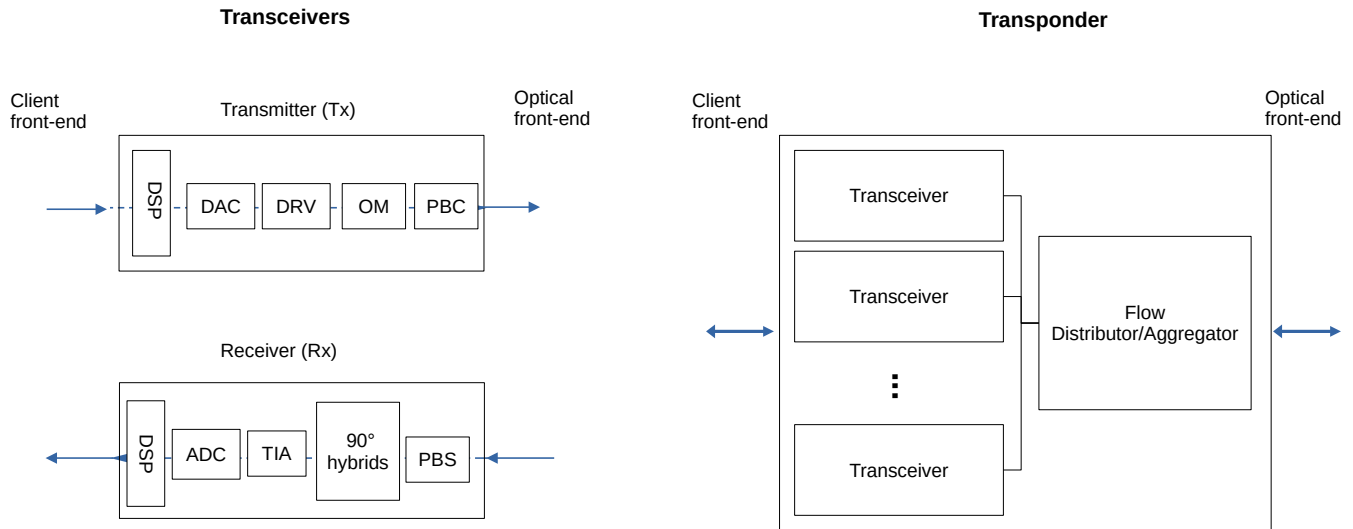 Transceivers
Client
front-end
Transmitter (Tx)
Optical
front-end
DSP
DAC
DRV
OM
PBC
Receiver (Rx)
DSP
ADC
TIA
90°
hybrids
PBS
Transponder
Client
front-end
Optical
front-end
Transceiver
Transceiver
Flow
Distributor/Aggregator
...
Transceiver